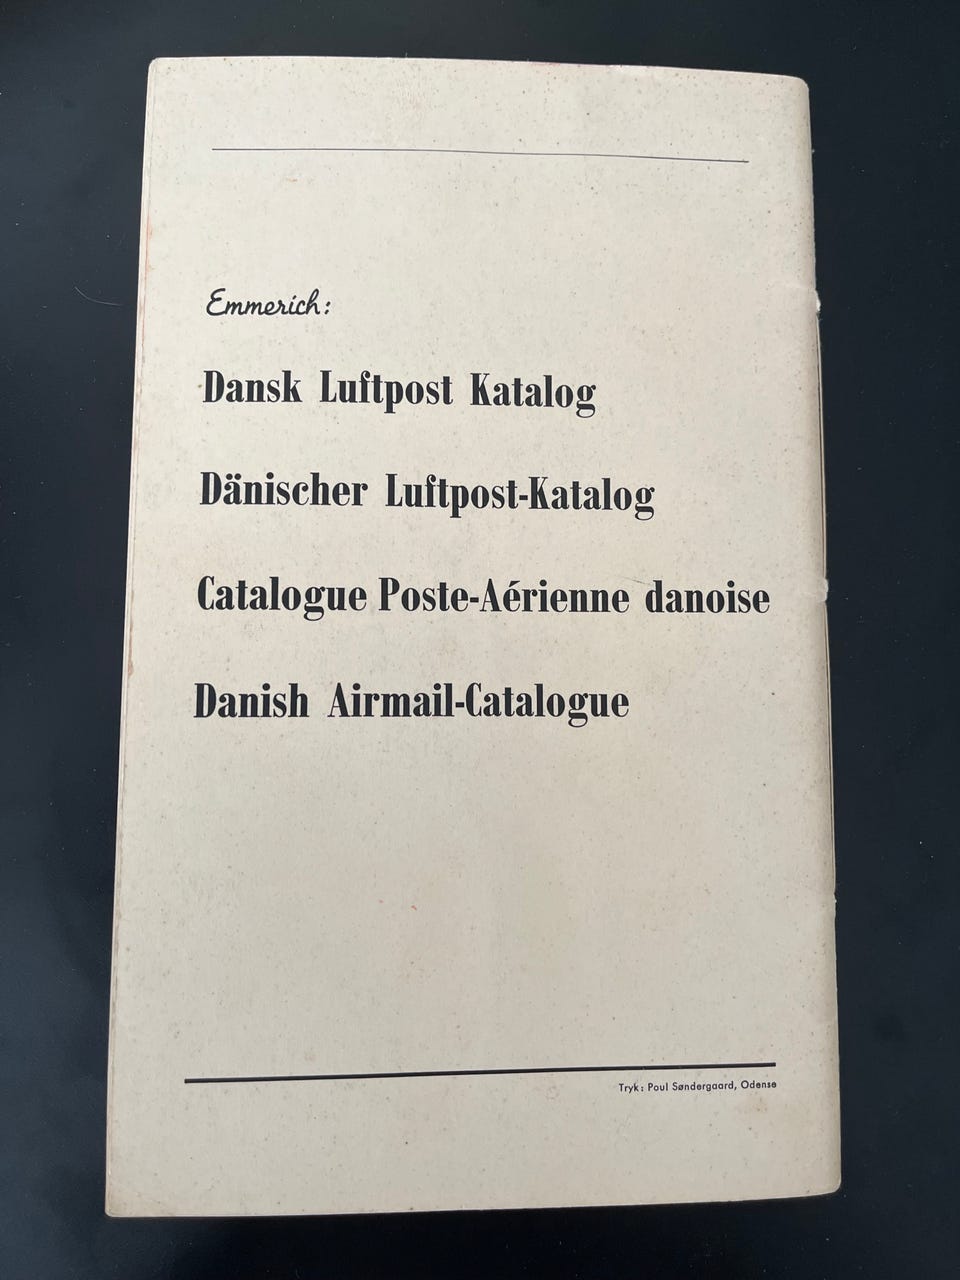 Emmerich:
Dansk Luftpost Katalog
Dänischer Luftpost-Katalog
Catalogue Poste-Aérienne danoise
Danish Airmail-Catalogue
Tryk: Poul Søndergaard, Odense